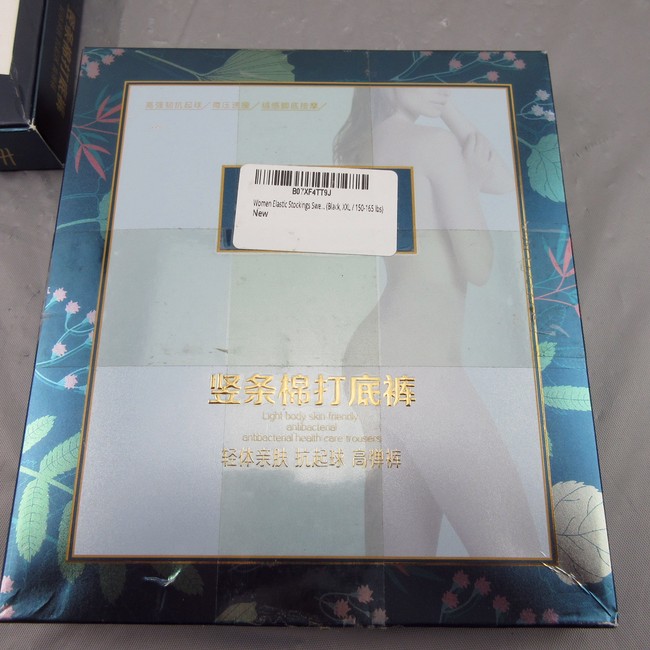 B07XF4TT9J
Women Elastic Stockings Swe... (Black, XXL / 150-165 lbs)
New
竖条棉打底裤
Light body skin-friendly
antibacterial
antibacterial health care trousers
轻体亲肤 抗起球 高弹裤